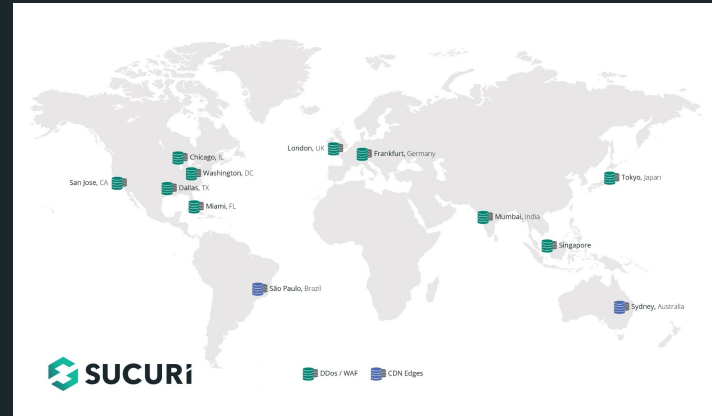 London, UK
Frankfurt, Germany
Chicago, IL
Washington, DC
San Jose, CA
Dallas, TX
Miami, FL
Tokyo, Japan
Mumbai, India
Singapore
São Paulo, Brazil
Sydney, Australia
SUCURi
DDos / WAF
CDN Edges